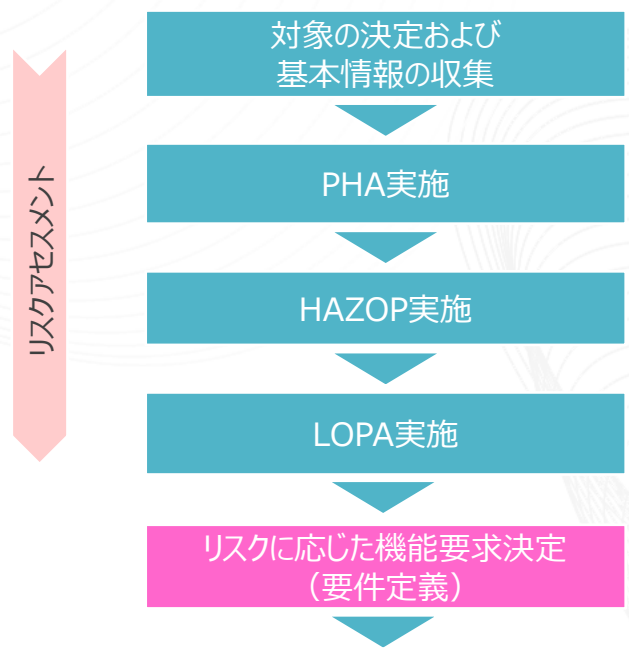 対象の決定および
基本情報の収集
PHA実施
HAZOP実施
LOPA実施
リスクに応じた機能要求決定
（要件定義）
リスクアセスメント